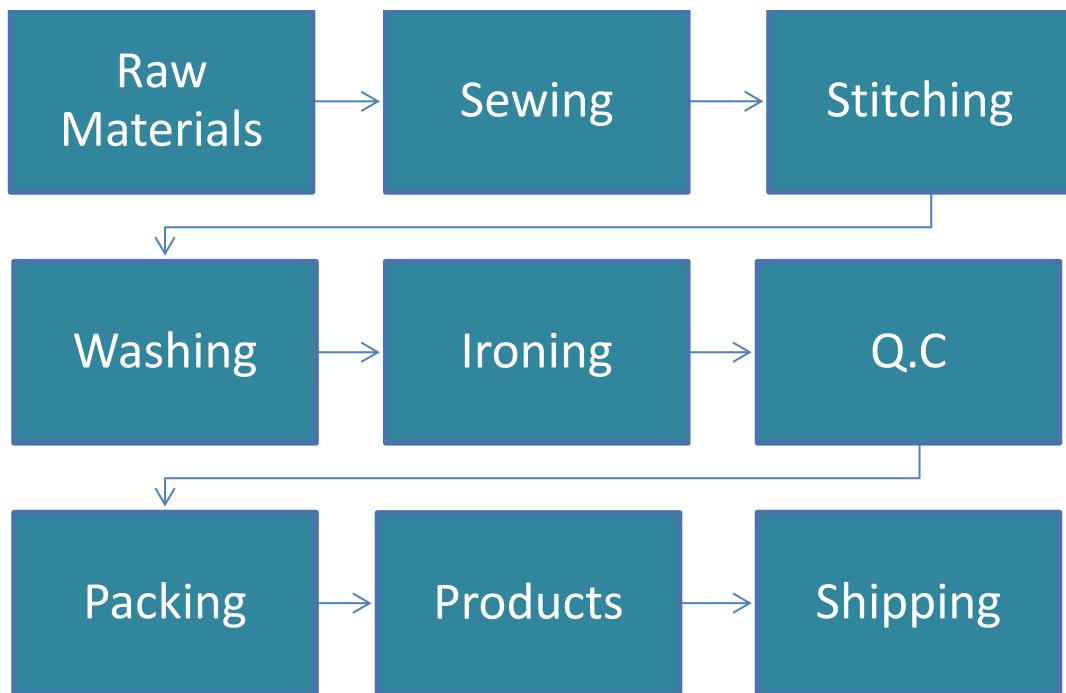 Raw
Materials
Sewing
Stitching
Washing
Ironing
Q.C
Packing
Products
Shipping